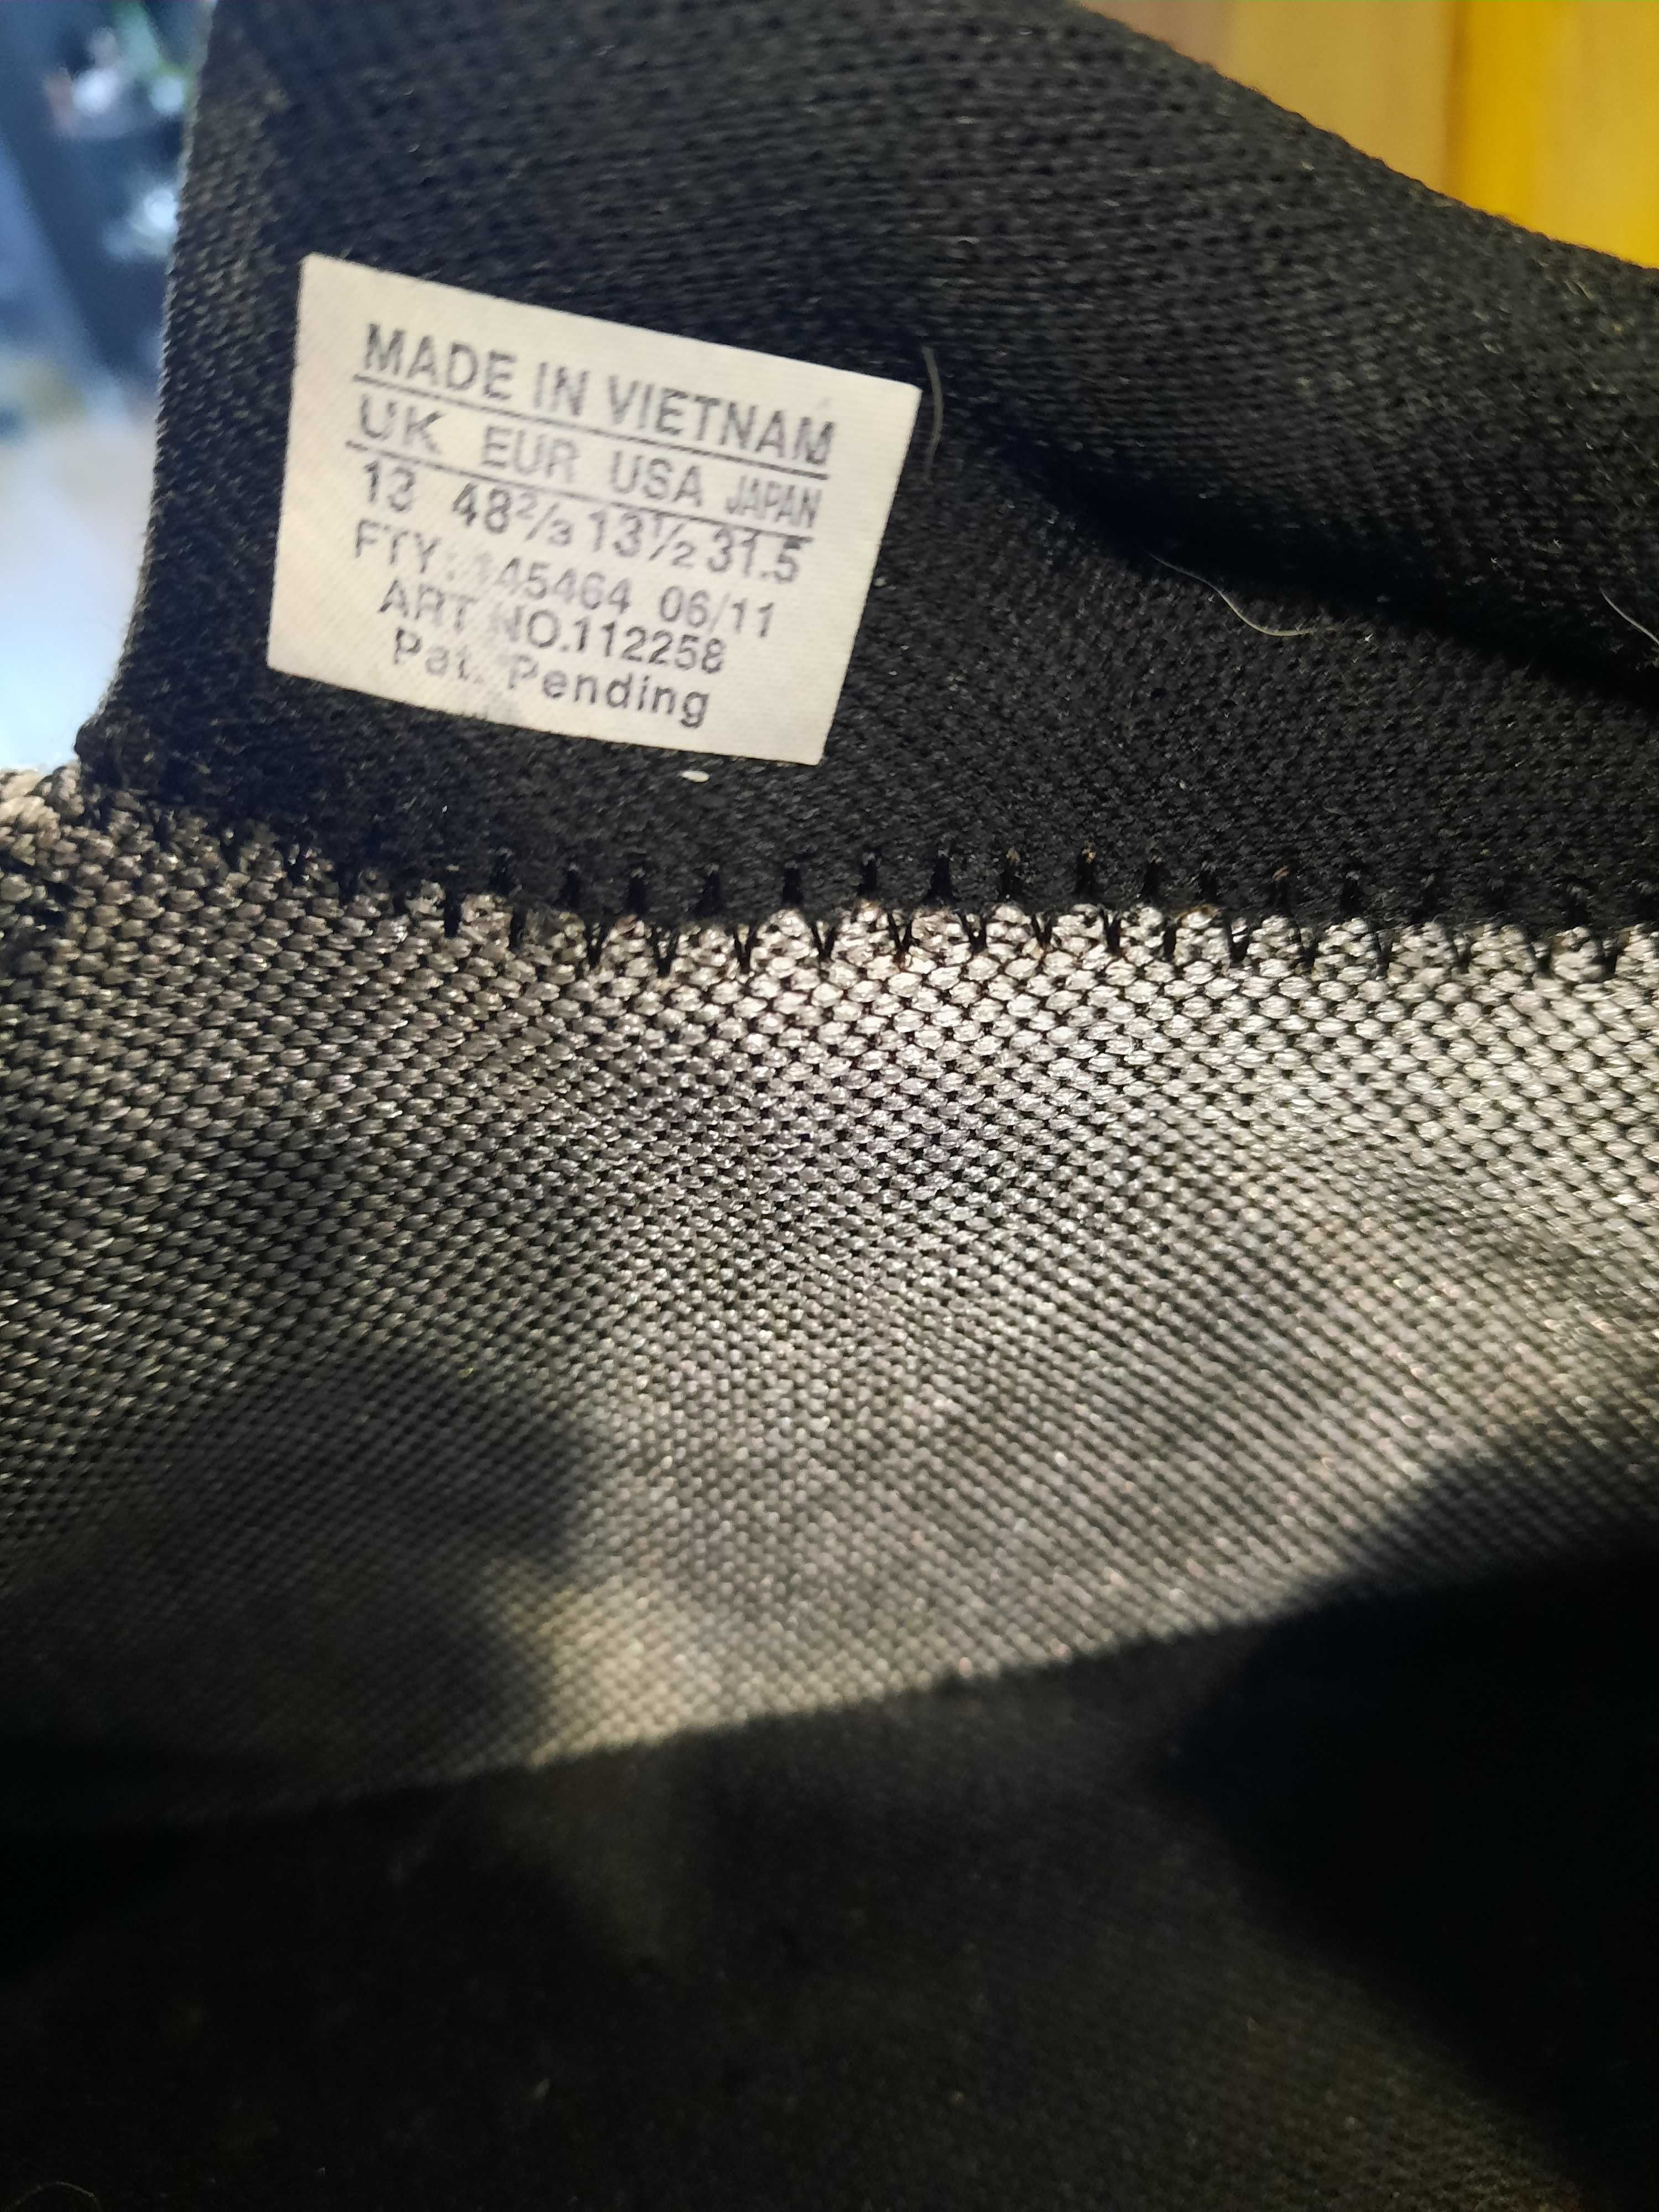 MADE IN VIETNAM
UK EUR USA JAPAN
13 48⅔ 13½ 31.5
FTY: 45464 06/11
ART NO.112258
Pat. Pending